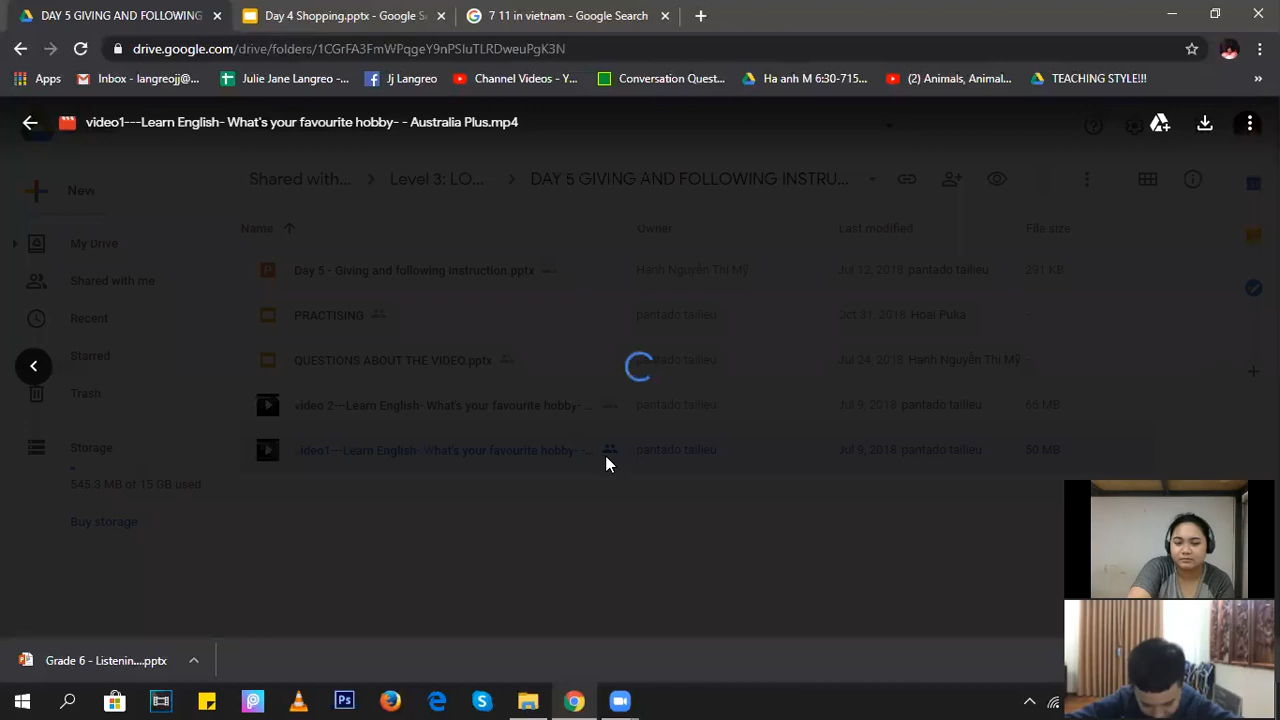 DAY 5 GIVING AND FOLLOWING
Day 4 Shopping.pptx - Google S
7 11 in vietnam - Google Search
drive.google.com/drive/folders/1CGrFA3FmWPqgeY9nPSIuTLRDweuPgK3N
Apps
Inbox - langreojj@...
Julie Jane Langreo -...
Jj Langreo
Channel Videos - Y...
Conversation Quest...
Ha anh M 6:30-715...
(2) Animals, Animal...
TEACHING STYLE!!!
video1---Learn English- What's your favourite hobby- - Australia Plus.mp4
New
Shared with...
Level 3: LO...
DAY 5 GIVING AND FOLLOWING INSTRU...
Name
Owner
Last modified
File size
My Drive
Day 5 - Giving and following instruction.pptx
Hạnh Nguyễn Thị Mỹ
Jul 12, 2018 pantado tailieu
291 KB
Shared with me
Recent
PRACTISING
pantado tailieu
Oct 31, 2018 Hoai Puka
-
Starred
QUESTIONS ABOUT THE VIDEO.pptx
pantado tailieu
Jul 24, 2018 Hạnh Nguyễn Thị Mỹ
-
Trash
video 2---Learn English- What's your favourite hobby- ...
pantado tailieu
Jul 9, 2018 pantado tailieu
66 MB
Storage
video1---Learn English- What's your favourite hobby- -...
pantado tailieu
Jul 9, 2018 pantado tailieu
50 MB
545.3 MB of 15 GB used
Buy storage
Grade 6 - Listenin....pptx
Ps